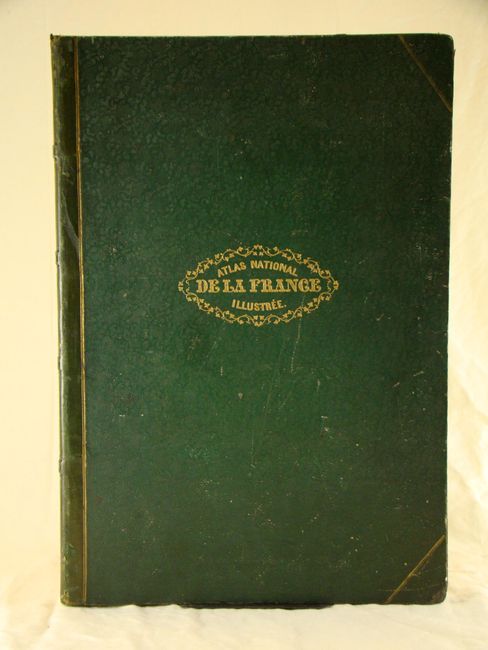 ATLAS NATIONAL
DE LA FRANCE
ILLUSTRÉE.